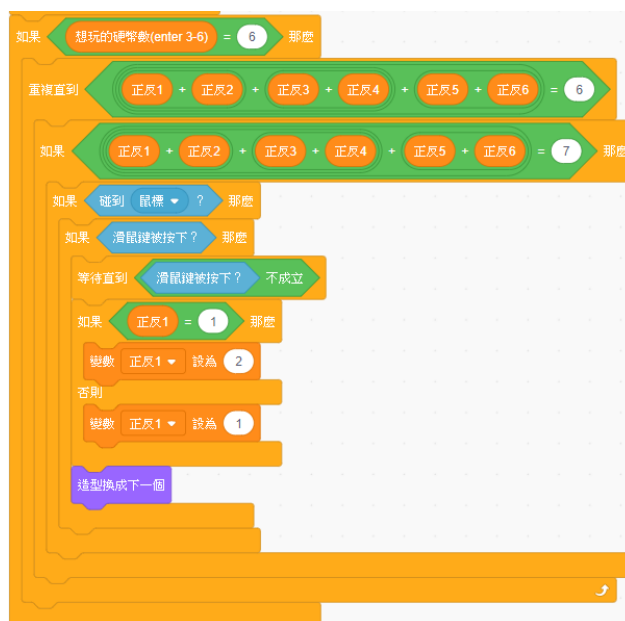 如果 想玩的硬幣數(enter 3-6) = 6 那麼
重複直到 正反1 + 正反2 + 正反3 + 正反4 + 正反5 + 正反6 = 6
如果 正反1 + 正反2 + 正反3 + 正反4 + 正反5 + 正反6 = 7 那麼
如果 碰到 鼠標 ? 那麼
如果 滑鼠鍵被按下? 那麼
等待直到 滑鼠鍵被按下? 不成立
如果 正反1 = 1 那麼
變數 正反1 設為 2
否則
變數 正反1 設為 1
造型換成下一個